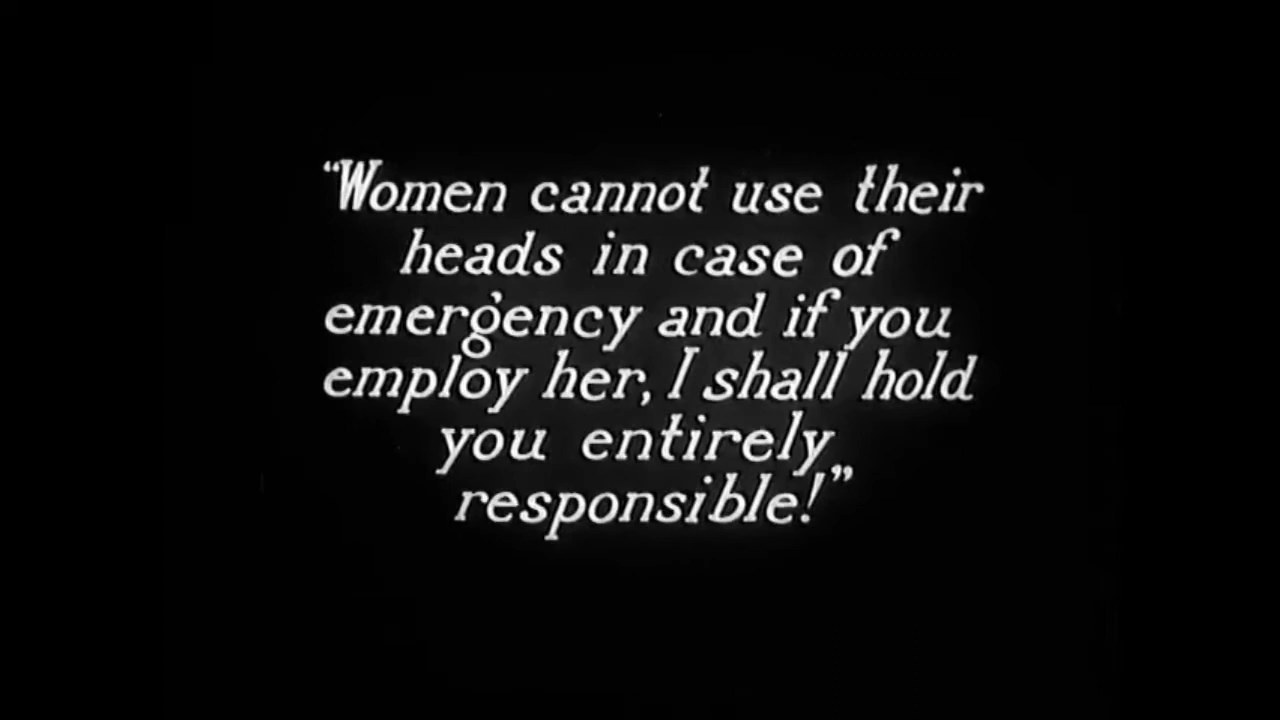 “Women cannot use their
heads in case of
emergency and if you
employ her, I shall hold
you entirely
responsible!”